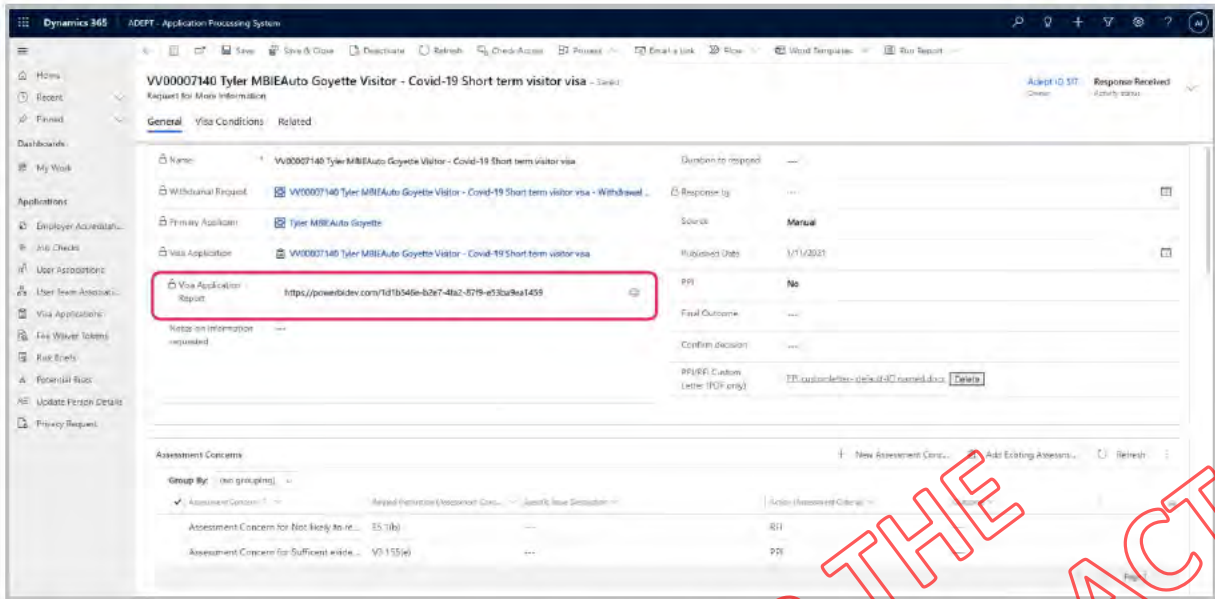 Dynamics 365 ADEPT - Application Processing System
Save Save & Close Deactivate Refresh Check Access Process Email a Link Flow Word Templates Run Report
Home
Recent
Pinned
Dashboards
My Work
Applications
Employer Accreditati...
Job Checks
User Associations
User Team Associati...
Visa Applications
Fee Waiver Tokens
Risk Briefs
Potential Risks
Update Person Details
Privacy Request
VV00007140 Tyler MBIEAuto Goyette Visitor - Covid-19 Short term visitor visa - Saved
Request for More Information
Adept IO SIT
Owner
Response Received
Activity status
General Visa Conditions Related
Name * VV00007140 Tyler MBIEAuto Goyette Visitor - Covid-19 Short term visitor visa
Withdrawal Request VV00007140 Tyler MBIEAuto Goyette Visitor - Covid-19 Short term visitor visa - Withdrawal ...
Primary Applicant Tyler MBIEAuto Goyette
Visa Application VV00007140 Tyler MBIEAuto Goyette Visitor - Covid-19 Short term visitor visa
Visa Application Report https://powerbidev.com/1d1b546e-b2e7-4fa2-87f9-e53ba9ea1459
Notes on information requested ---
Duration to respond ---
Response by ---
Source Manual
Published Date 1/11/2021
PPI No
Final Outcome ---
Confirm decision ---
PPI/RFI Custom Letter (PDF only) Delete
Assessment Concerns
New Assessment Conc... Add Existing Assessm... Refresh
Group By: (no grouping)
Assessment Concern
Assessment Concern for Not likely to re... E5.1(b) --- RFI
Assessment Concern for Sufficent evide... V3.155(e) --- PPI
THE
ACT